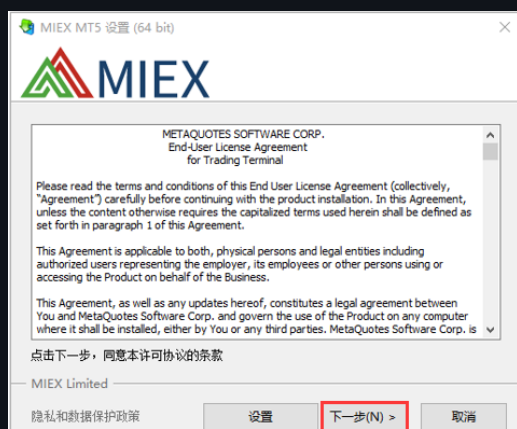 MIEX MT5 设置 (64 bit)
MIEX
METAQUOTES SOFTWARE CORP.
End-User License Agreement
for Trading Terminal
Please read the terms and conditions of this End User License Agreement (collectively,
"Agreement") carefully before continuing with the product installation. In this Agreement,
unless the content otherwise requires the capitalized terms used herein shall be defined as
set forth in paragraph 1 of this Agreement.
This Agreement is applicable to both, physical persons and legal entities including
authorized users representing the employer, its employees or other persons using or
accessing the Product on behalf of the Business.
This Agreement, as well as any updates hereof, constitutes a legal agreement between
You and MetaQuotes Software Corp. and govern the use of the Product on any computer
where it shall be installed, either by You or any third parties. MetaQuotes Software Corp. is
点击下一步，同意本许可协议的条款
MIEX Limited
隐私和数据保护政策 设置 下一步(N) > 取消